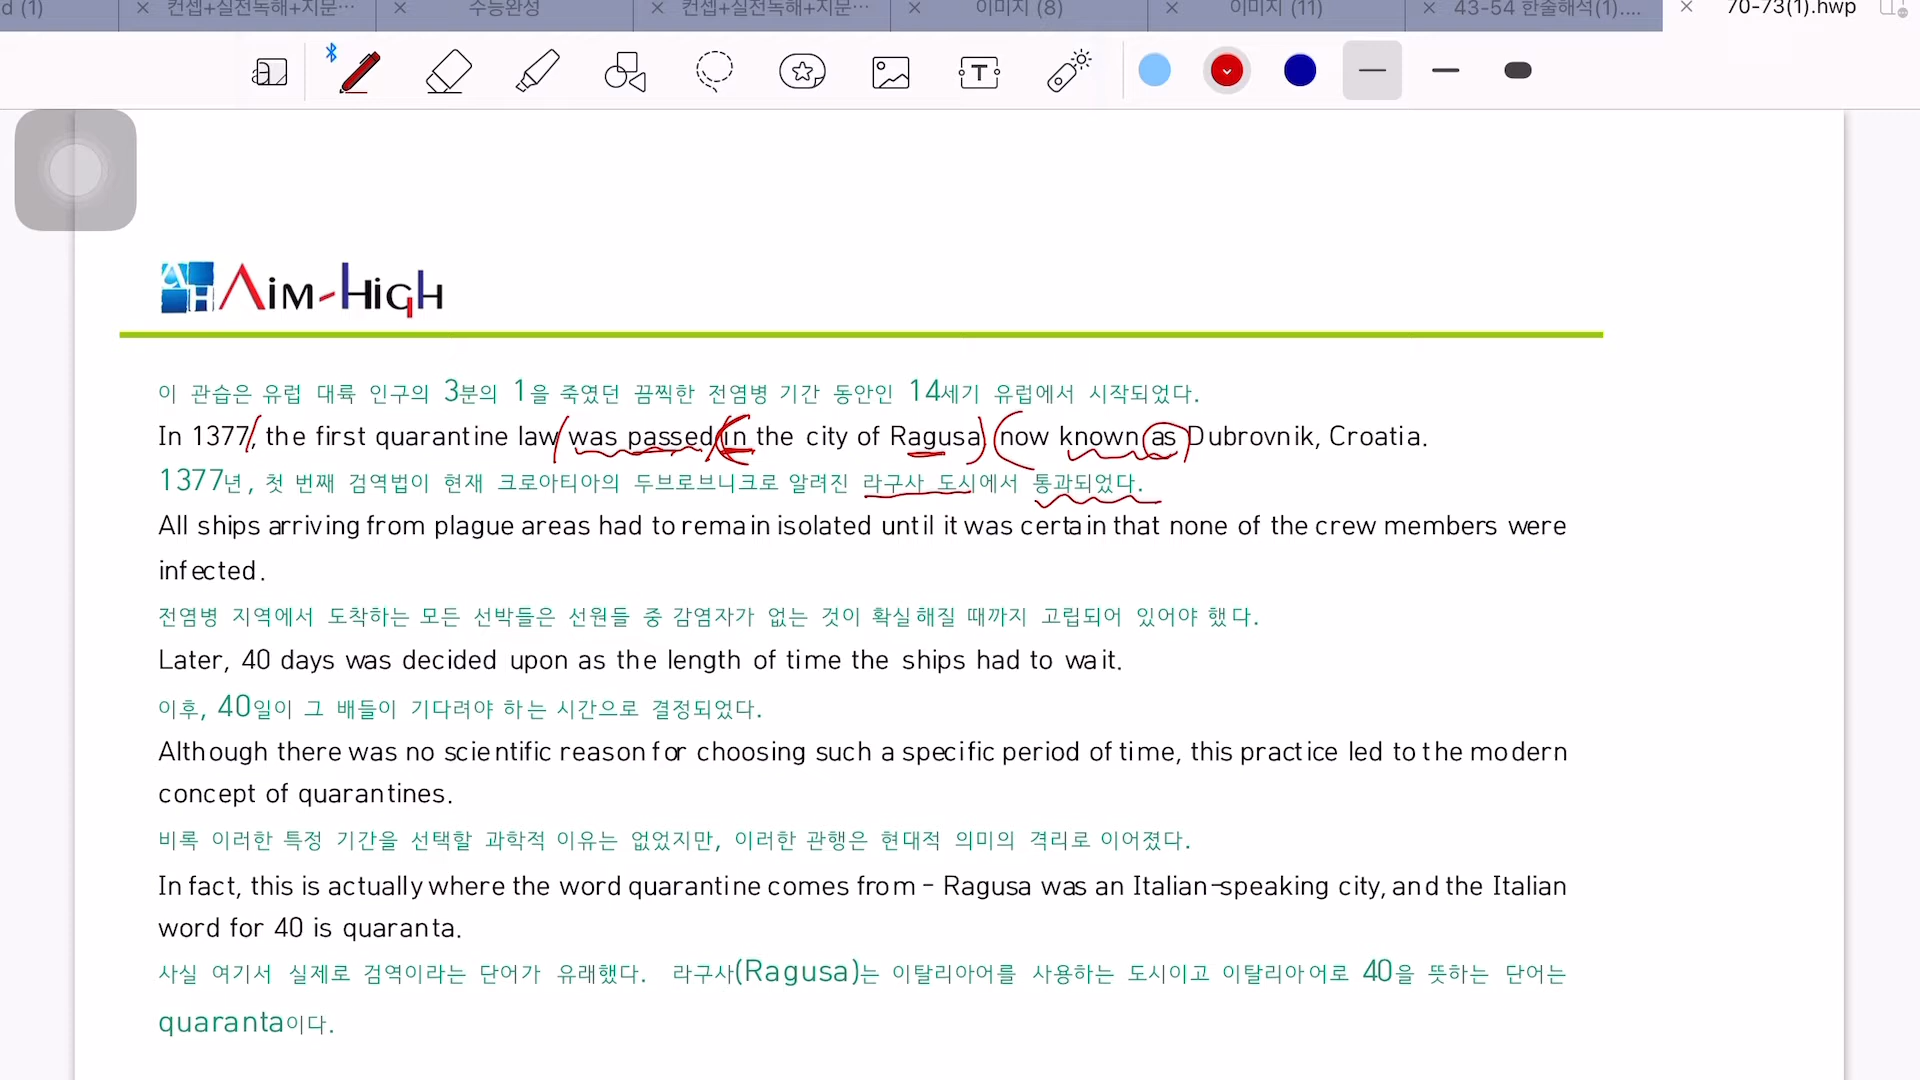 d (1)
컨셉+실전독해+지문···
수능완성
컨셉+실전독해+지문···
이미지 (8)
이미지 (11)
43-54 한줄해석(1)....
70-73(1).hwp
T
AH AiM-HigH
이 관습은 유럽 대륙 인구의 3분의 1을 죽였던 끔찍한 전염병 기간 동안인 14세기 유럽에서 시작되었다.
In 1377, the first quarantine law was passed in the city of Ragusa, now known as Dubrovnik, Croatia.
1377년, 첫 번째 검역법이 현재 크로아티아의 두브로브니크로 알려진 라구사 도시에서 통과되었다.
All ships arriving from plague areas had to remain isolated until it was certain that none of the crew members were
infected.
전염병 지역에서 도착하는 모든 선박들은 선원들 중 감염자가 없는 것이 확실해질 때까지 고립되어 있어야 했다.
Later, 40 days was decided upon as the length of time the ships had to wait.
이후, 40일이 그 배들이 기다려야 하는 시간으로 결정되었다.
Although there was no scientific reason for choosing such a specific period of time, this practice led to the modern
concept of quarantines.
비록 이러한 특정 기간을 선택할 과학적 이유는 없었지만, 이러한 관행은 현대적 의미의 격리로 이어졌다.
In fact, this is actually where the word quarantine comes from - Ragusa was an Italian-speaking city, and the Italian
word for 40 is quaranta.
사실 여기서 실제로 검역이라는 단어가 유래했다. 라구사(Ragusa)는 이탈리아어를 사용하는 도시이고 이탈리아어로 40을 뜻하는 단어는
quaranta이다.